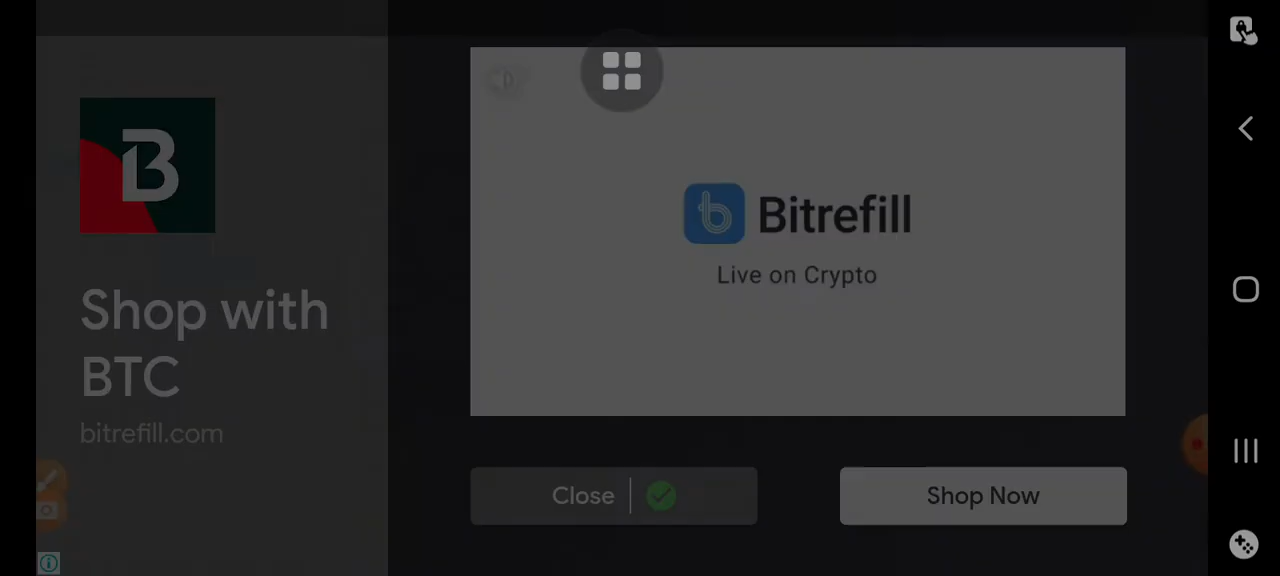 Shop with
BTC
bitrefill.com
Bitrefill
Live on Crypto
Close
Shop Now